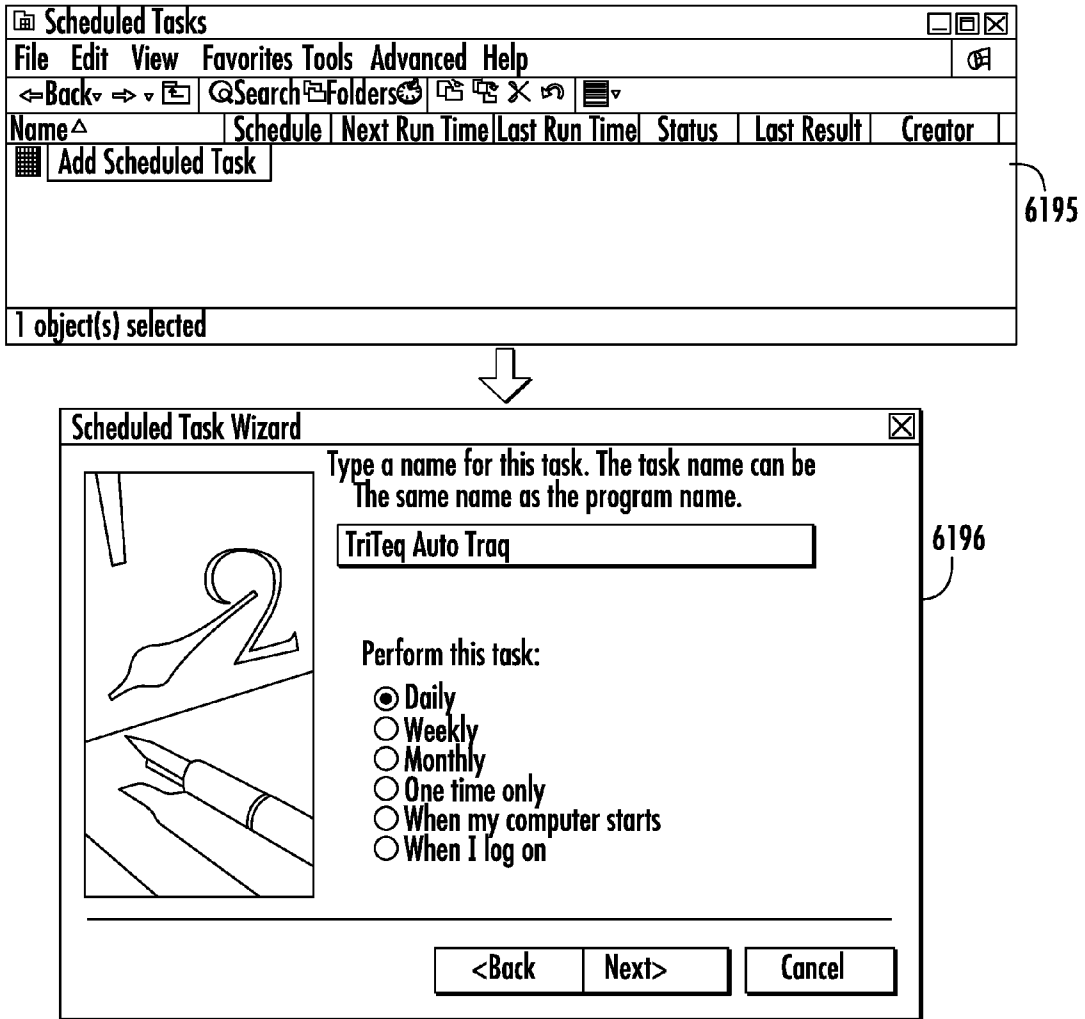 Scheduled Tasks
File Edit View Favorites Tools Advanced Help
Back Search Folders
Name Schedule Next Run Time Last Run Time Status Last Result Creator
Add Scheduled Task
6195
1 object(s) selected
Scheduled Task Wizard
Type a name for this task. The task name can be
The same name as the program name.
TriTeq Auto Traq
6196
2
Perform this task:
Daily
Weekly
Monthly
One time only
When my computer starts
When I log on
<Back Next> Cancel